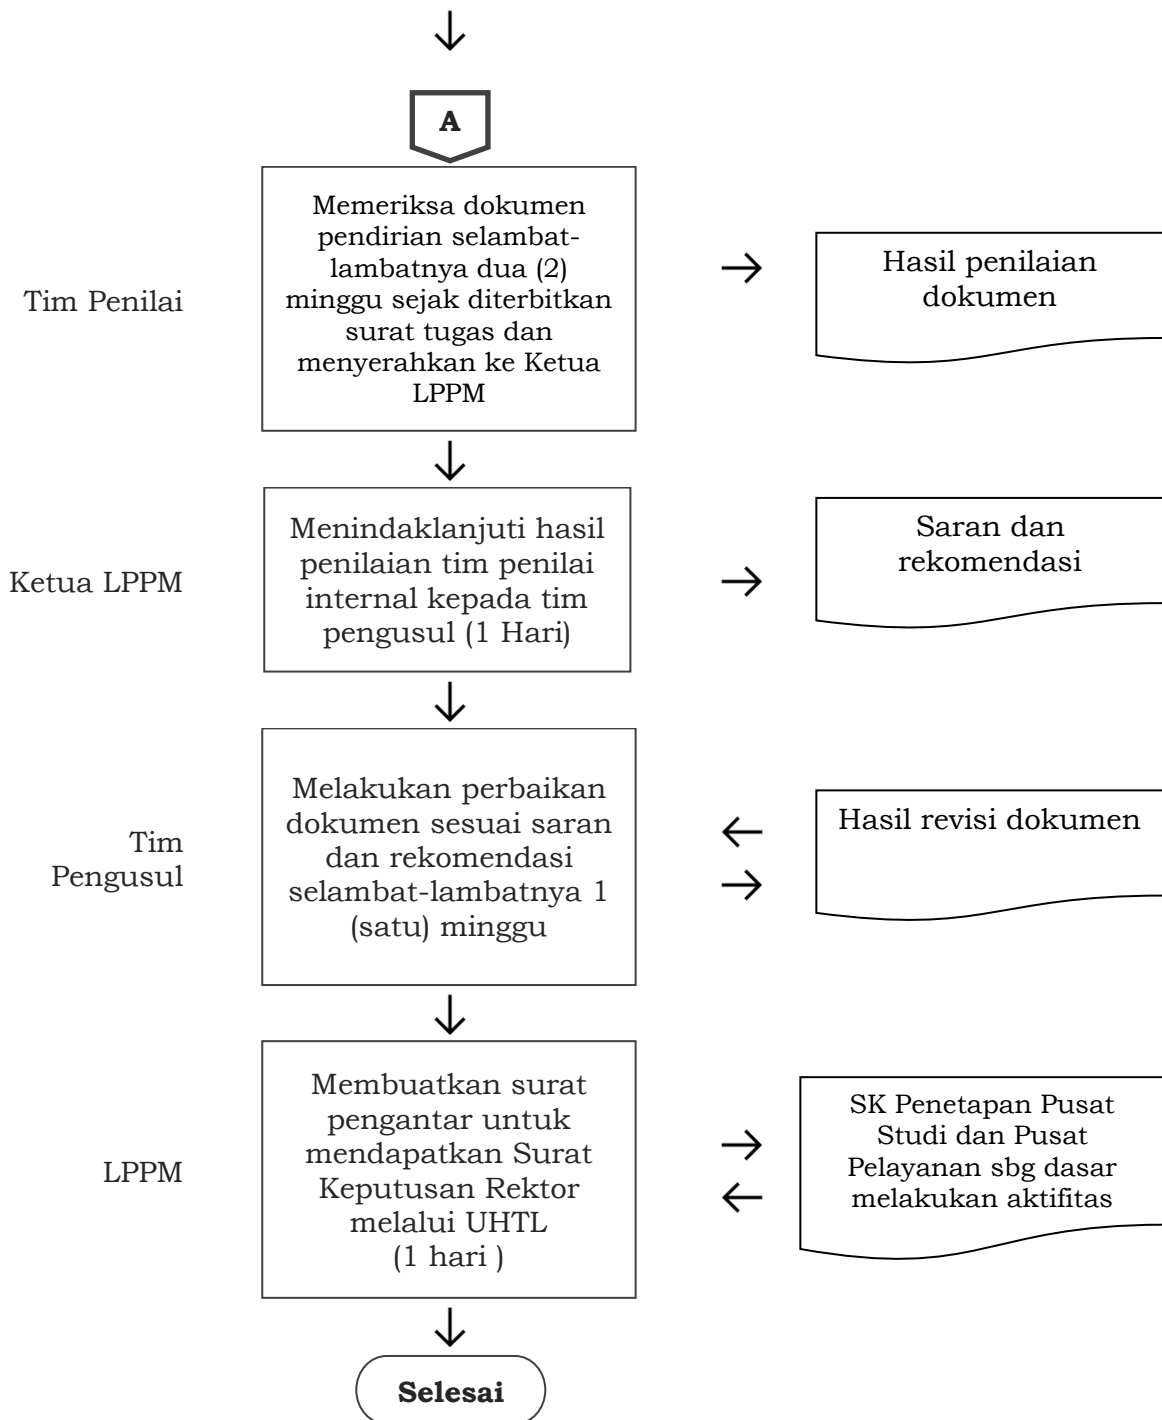 A
Tim Penilai
Memeriksa dokumen
pendirian selambat-
lambatnya dua (2)
minggu sejak diterbitkan
surat tugas dan
menyerahkan ke Ketua
LPPM
Hasil penilaian
dokumen
Ketua LPPM
Menindaklanjuti hasil
penilaian tim penilai
internal kepada tim
pengusul (1 Hari)
Saran dan
rekomendasi
Tim
Pengusul
Melakukan perbaikan
dokumen sesuai saran
dan rekomendasi
selambat-lambatnya 1
(satu) minggu
Hasil revisi dokumen
LPPM
Membuatkan surat
pengantar untuk
mendapatkan Surat
Keputusan Rektor
melalui UHTL
(1 hari )
SK Penetapan Pusat
Studi dan Pusat
Pelayanan sbg dasar
melakukan aktifitas
Selesai